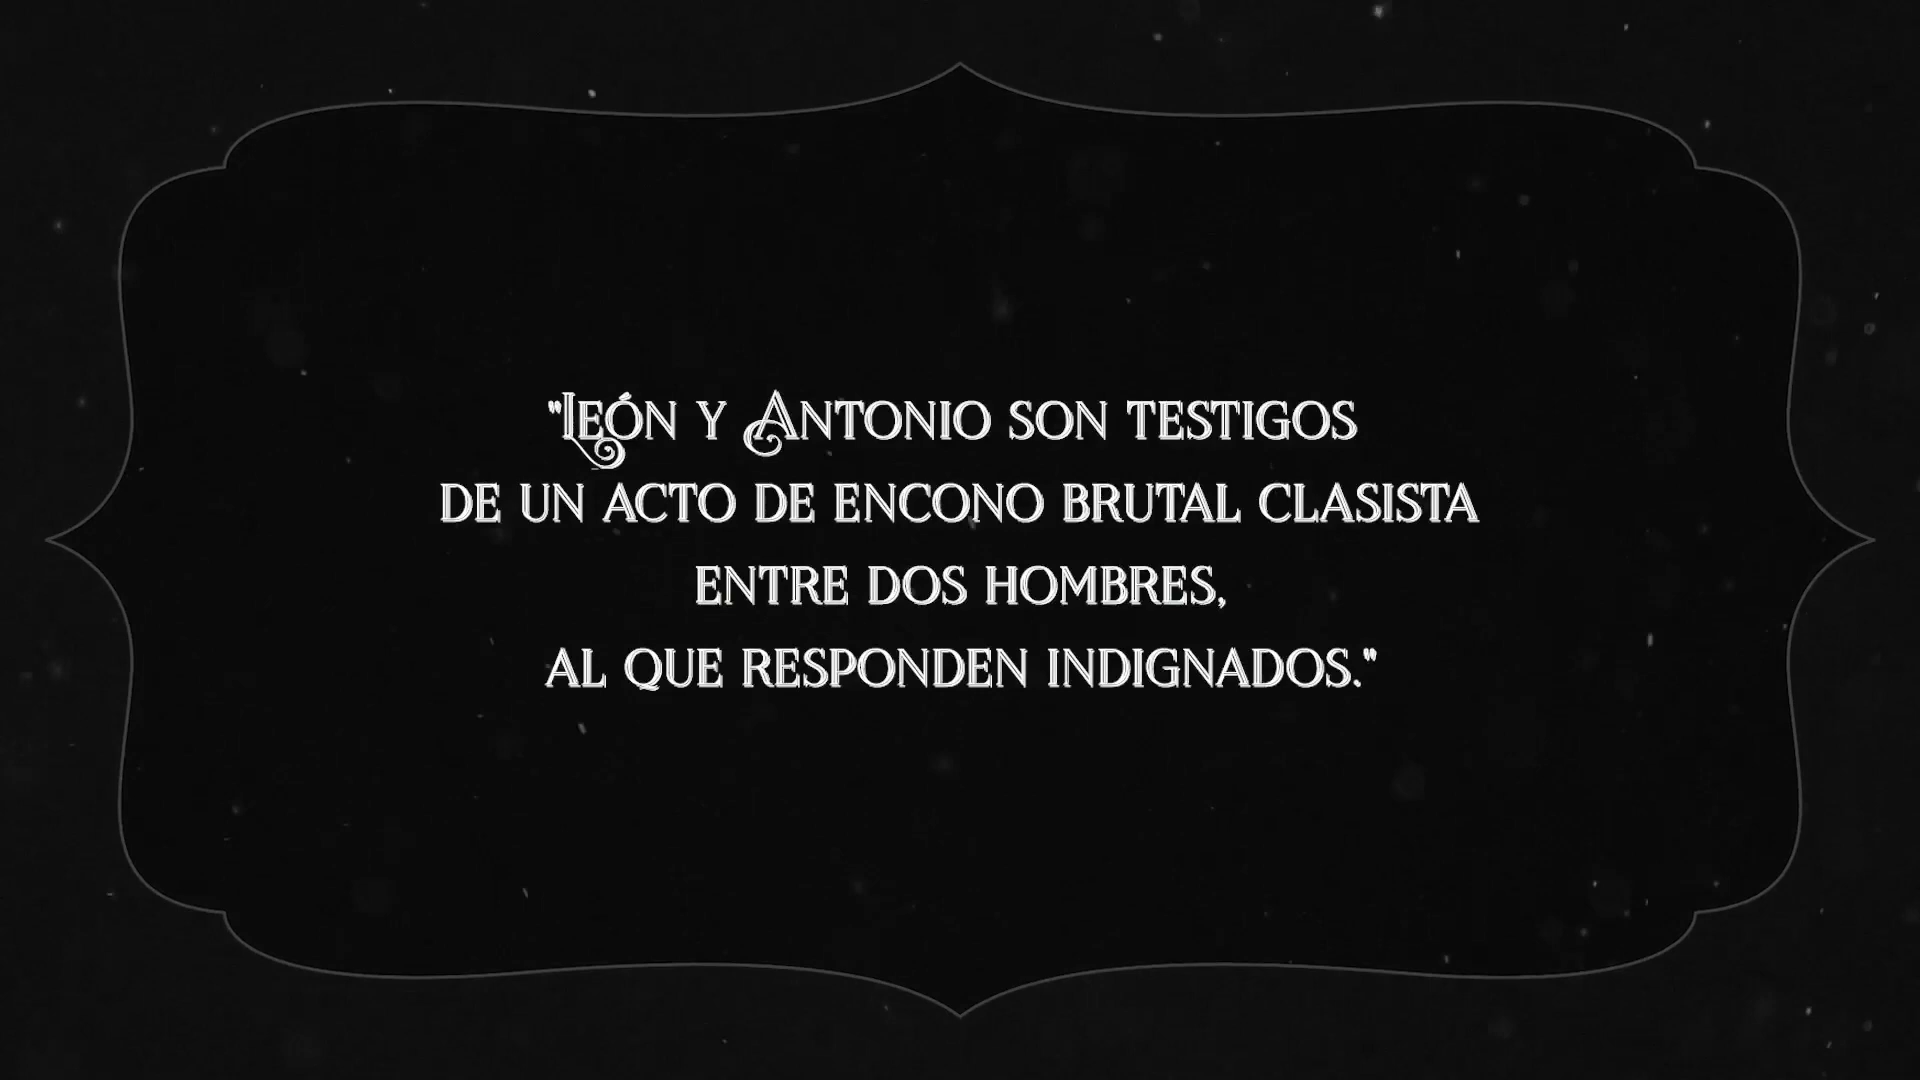 "León y Antonio son testigos
de un acto de encono brutal clasista
entre dos hombres,
al que responden indignados."